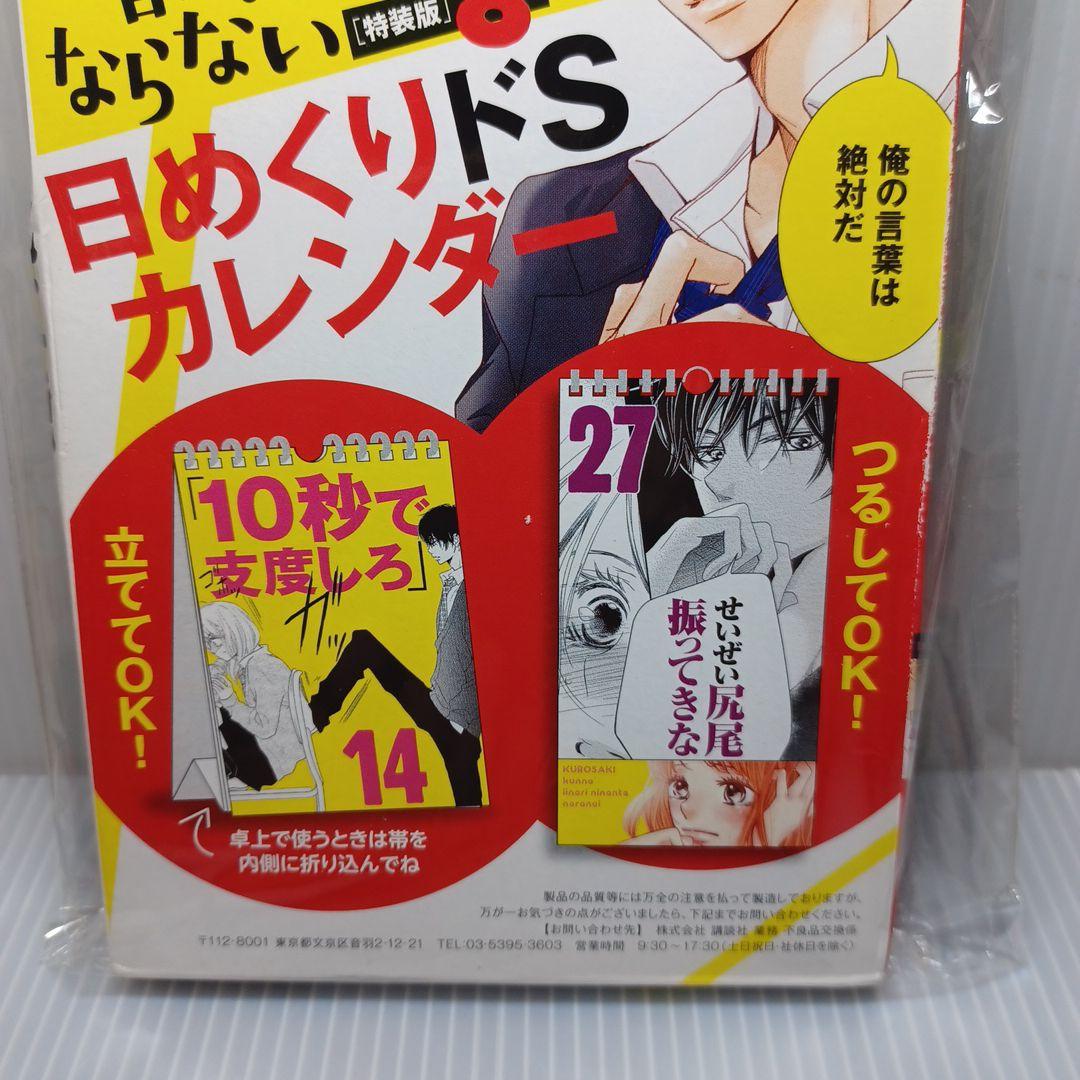 ならない
[特装版]
日めくりドS
カレンダー
俺の言葉は
絶対だ
立ててOK!
「10秒で
支度しろ」
ガッ
14
卓上で使うときは帯を
内側に折り込んでね
つるしてOK!
27
せいぜい尻尾
振ってきな
KUROSAKI
kunno
iinari ninante
naranai
製品の品質等には万全の注意を払って製造しておりますが、
万が一お気づきの点がございましたら、下記までお問い合わせください。
【お問い合わせ先】 株式会社 講談社 業務 不良品交換係
〒112-8001 東京都文京区音羽2-12-21 TEL:03-5395-3603 営業時間 9:30～17:30(土日祝日・社休日を除く)